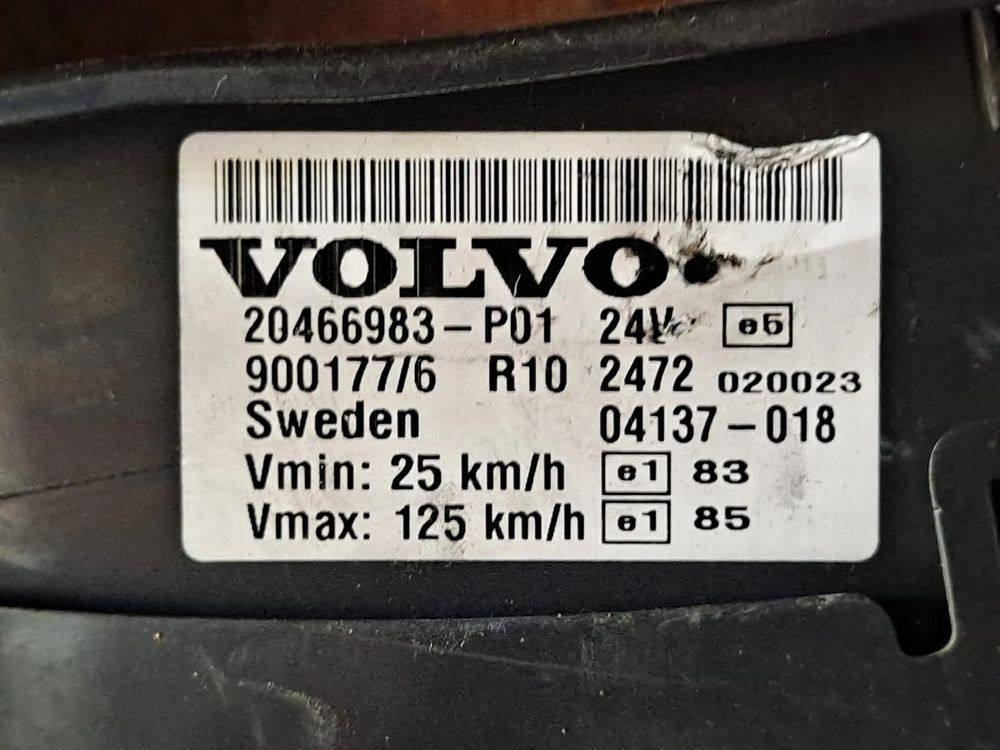 VOLVO
20466983-P01 24V e5
900177/6 R10 2472 020023
Sweden 04137-018
Vmin: 25 km/h e1 83
Vmax: 125 km/h e1 85